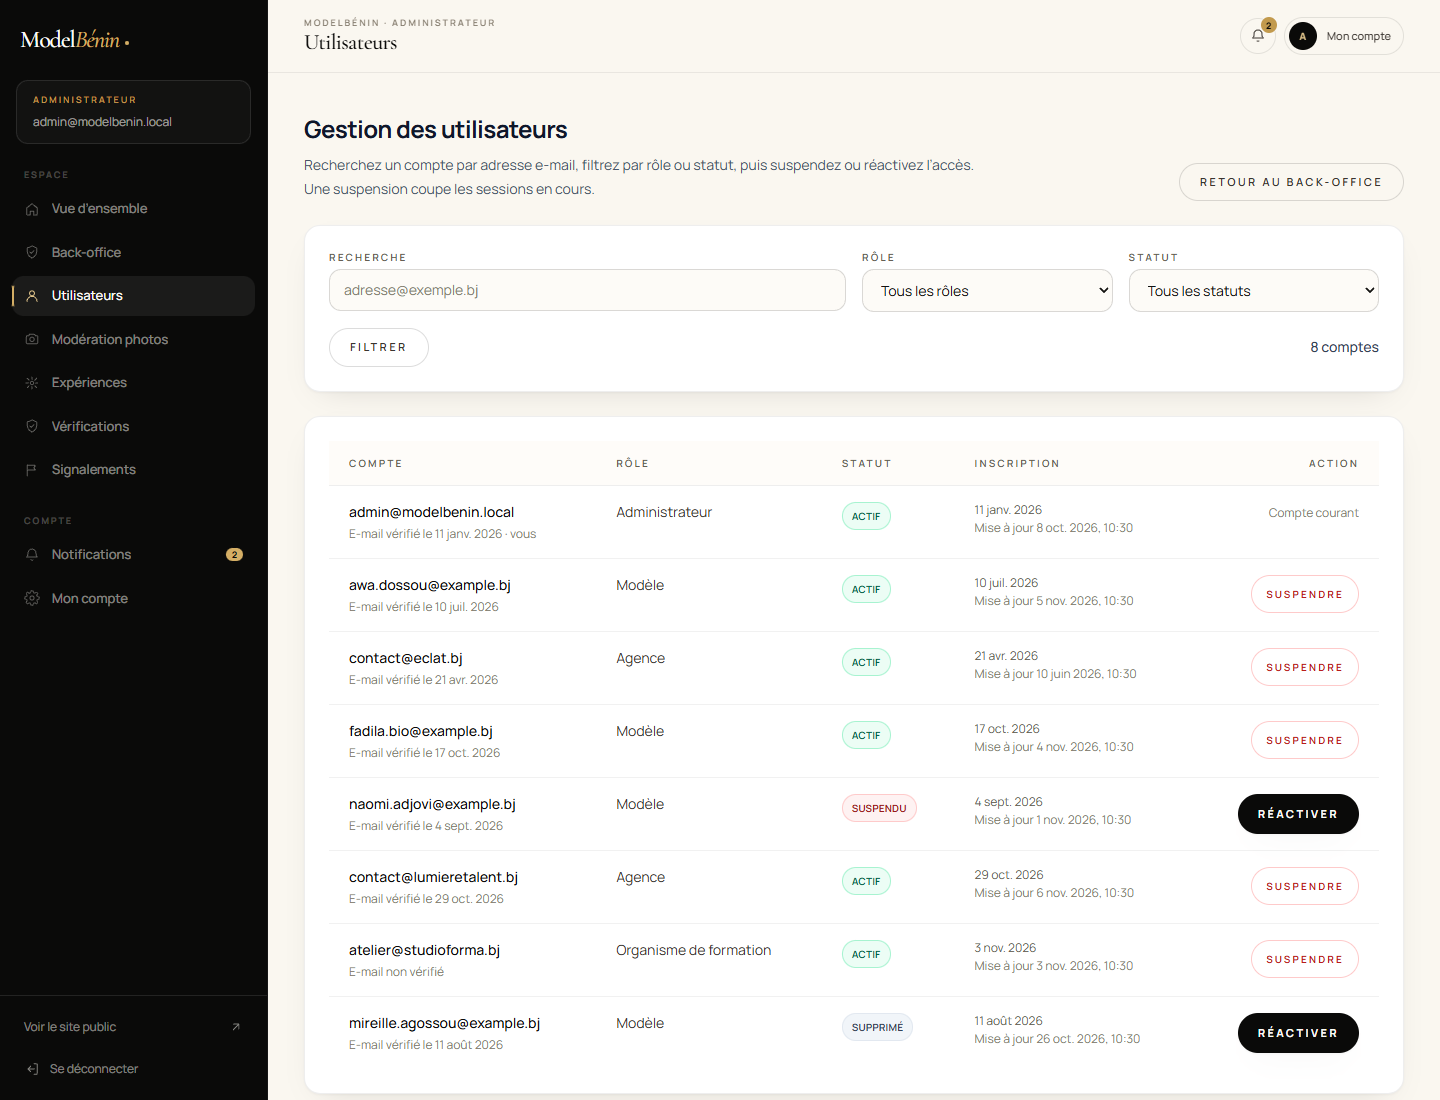 ModelBénin
ADMINISTRATEUR
admin@modelbenin.local
ESPACE
Vue d'ensemble
Back-office
Utilisateurs
Modération photos
Expériences
Vérifications
Signalements
COMPTE
Notifications 2
Mon compte
Voir le site public
Se déconnecter
MODELBÉNIN · ADMINISTRATEUR
Utilisateurs
2
A Mon compte
Gestion des utilisateurs
Recherchez un compte par adresse e-mail, filtrez par rôle ou statut, puis suspendez ou réactivez l'accès.
Une suspension coupe les sessions en cours.
RETOUR AU BACK-OFFICE
RECHERCHE RÔLE STATUT
adresse@exemple.bj Tous les rôles Tous les statuts
FILTRER 8 comptes
COMPTE RÔLE STATUT INSCRIPTION ACTION
admin@modelbenin.local Administrateur ACTIF 11 janv. 2026 Compte courant
E-mail vérifié le 11 janv. 2026 · vous Mise à jour 8 oct. 2026, 10:30
awa.dossou@example.bj Modèle ACTIF 10 juil. 2026 SUSPENDRE
E-mail vérifié le 10 juil. 2026 Mise à jour 5 nov. 2026, 10:30
contact@eclat.bj Agence ACTIF 21 avr. 2026 SUSPENDRE
E-mail vérifié le 21 avr. 2026 Mise à jour 10 juin 2026, 10:30
fadila.bio@example.bj Modèle ACTIF 17 oct. 2026 SUSPENDRE
E-mail vérifié le 17 oct. 2026 Mise à jour 4 nov. 2026, 10:30
naomi.adjovi@example.bj Modèle SUSPENDU 4 sept. 2026 RÉACTIVER
E-mail vérifié le 4 sept. 2026 Mise à jour 1 nov. 2026, 10:30
contact@lumieretalent.bj Agence ACTIF 29 oct. 2026 SUSPENDRE
E-mail vérifié le 29 oct. 2026 Mise à jour 6 nov. 2026, 10:30
atelier@studioforma.bj Organisme de formation ACTIF 3 nov. 2026 SUSPENDRE
E-mail non vérifié Mise à jour 3 nov. 2026, 10:30
mireille.agossou@example.bj Modèle SUPPRIMÉ 11 août 2026 RÉACTIVER
E-mail vérifié le 11 août 2026 Mise à jour 26 oct. 2026, 10:30